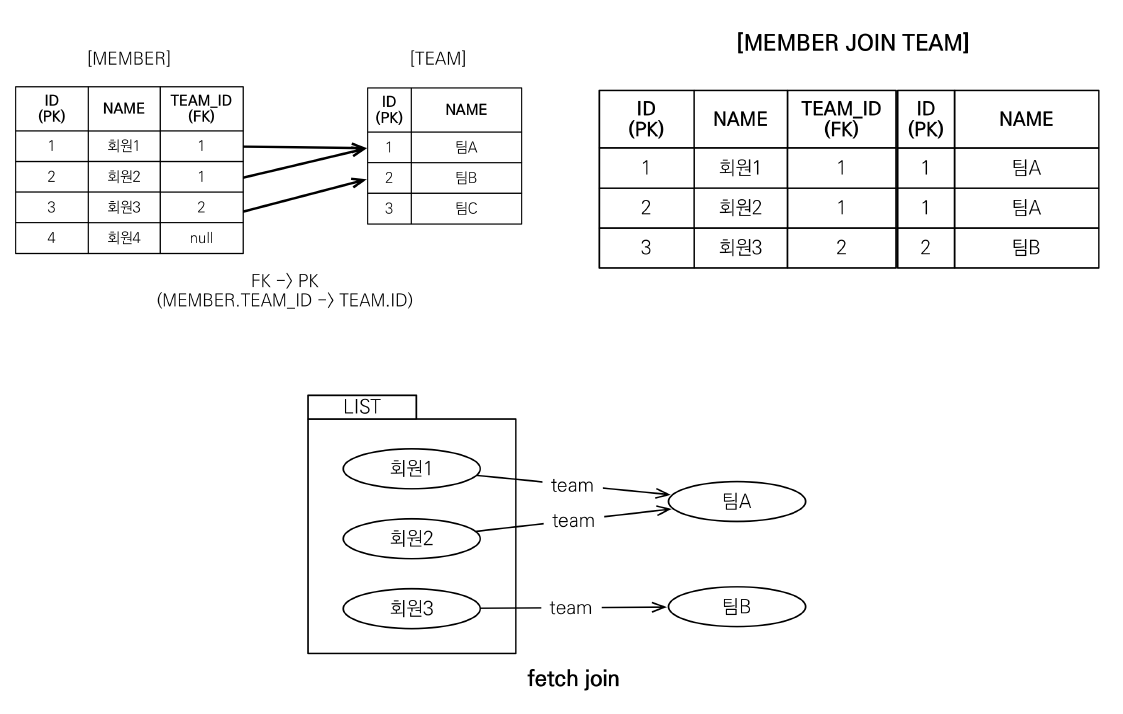 [MEMBER]
ID (PK) NAME TEAM_ID (FK)
1 회원1 1
2 회원2 1
3 회원3 2
4 회원4 null
[TEAM]
ID (PK) NAME
1 팀A
2 팀B
3 팀C
FK -> PK
(MEMBER.TEAM_ID -> TEAM.ID)
[MEMBER JOIN TEAM]
ID (PK) NAME TEAM_ID (FK) ID (PK) NAME
1 회원1 1 1 팀A
2 회원2 1 1 팀A
3 회원3 2 2 팀B
LIST
회원1
team
팀A
회원2
team
회원3
team
팀B
fetch join